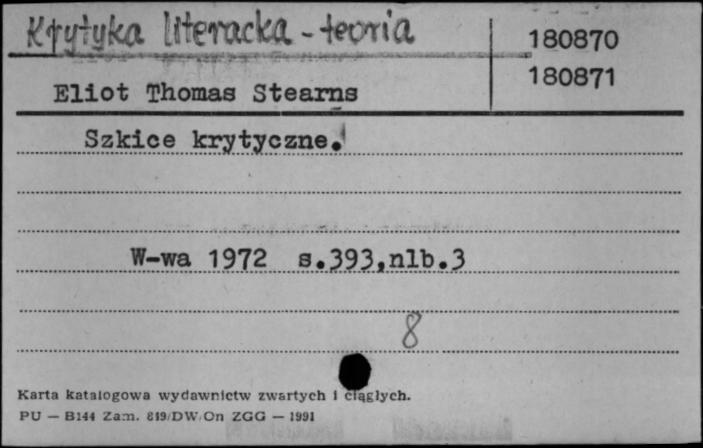 Krytyka literacka - teoria
180870
180871
Eliot Thomas Stearns
Szkice krytyczne.
W-wa 1972 s.393,nlb.3
8
Karta katalogowa wydawnictw zwartych i ciągłych.
PU — B144 Zam. 819/DW/On ZGG — 1991